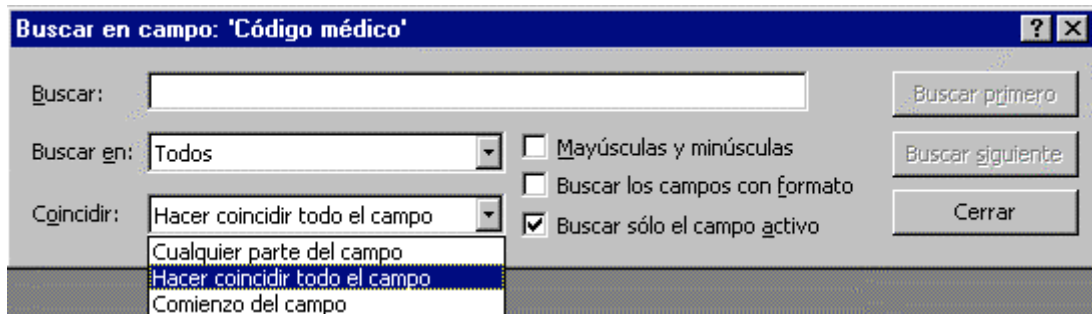 Buscar en campo: 'Código médico'
Buscar: Buscar primero
Buscar en: Todos Mayúsculas y minúsculas Buscar siguiente
Buscar los campos con formato
Coincidir: Hacer coincidir todo el campo Buscar sólo el campo activo Cerrar
Cualquier parte del campo
Hacer coincidir todo el campo
Comienzo del campo